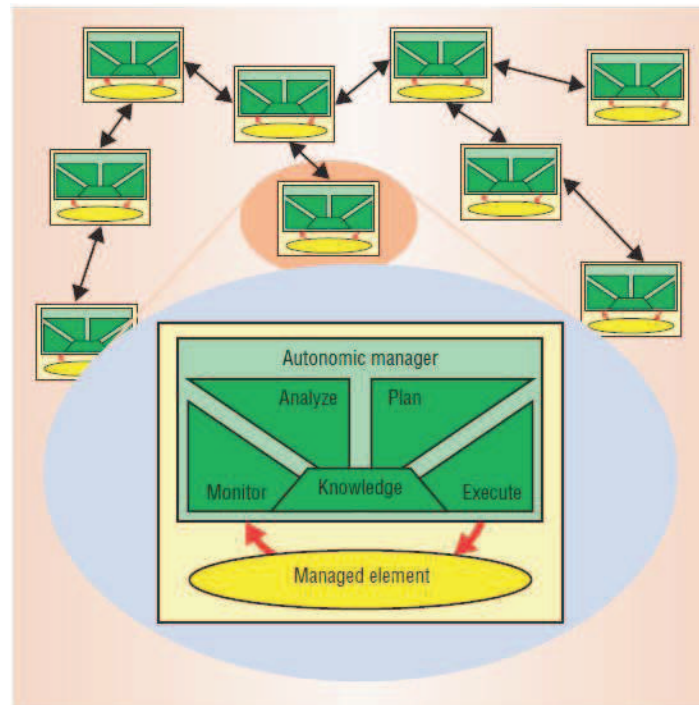 Autonomic manager
Analyze
Plan
Monitor
Knowledge
Execute
Managed element